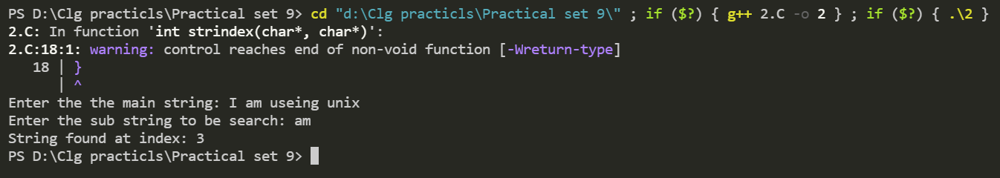 PS D:\Clg practicls\Practical set 9> cd "d:\Clg practicls\Practical set 9\" ; if ($?) { g++ 2.C -o 2 } ; if ($?) { .\2 }
2.C: In function 'int strindex(char*, char*)':
2.C:18:1: warning: control reaches end of non-void function [-Wreturn-type]
   18 | }
      | ^
Enter the the main string: I am useing unix
Enter the sub string to be search: am
String found at index: 3
PS D:\Clg practicls\Practical set 9>